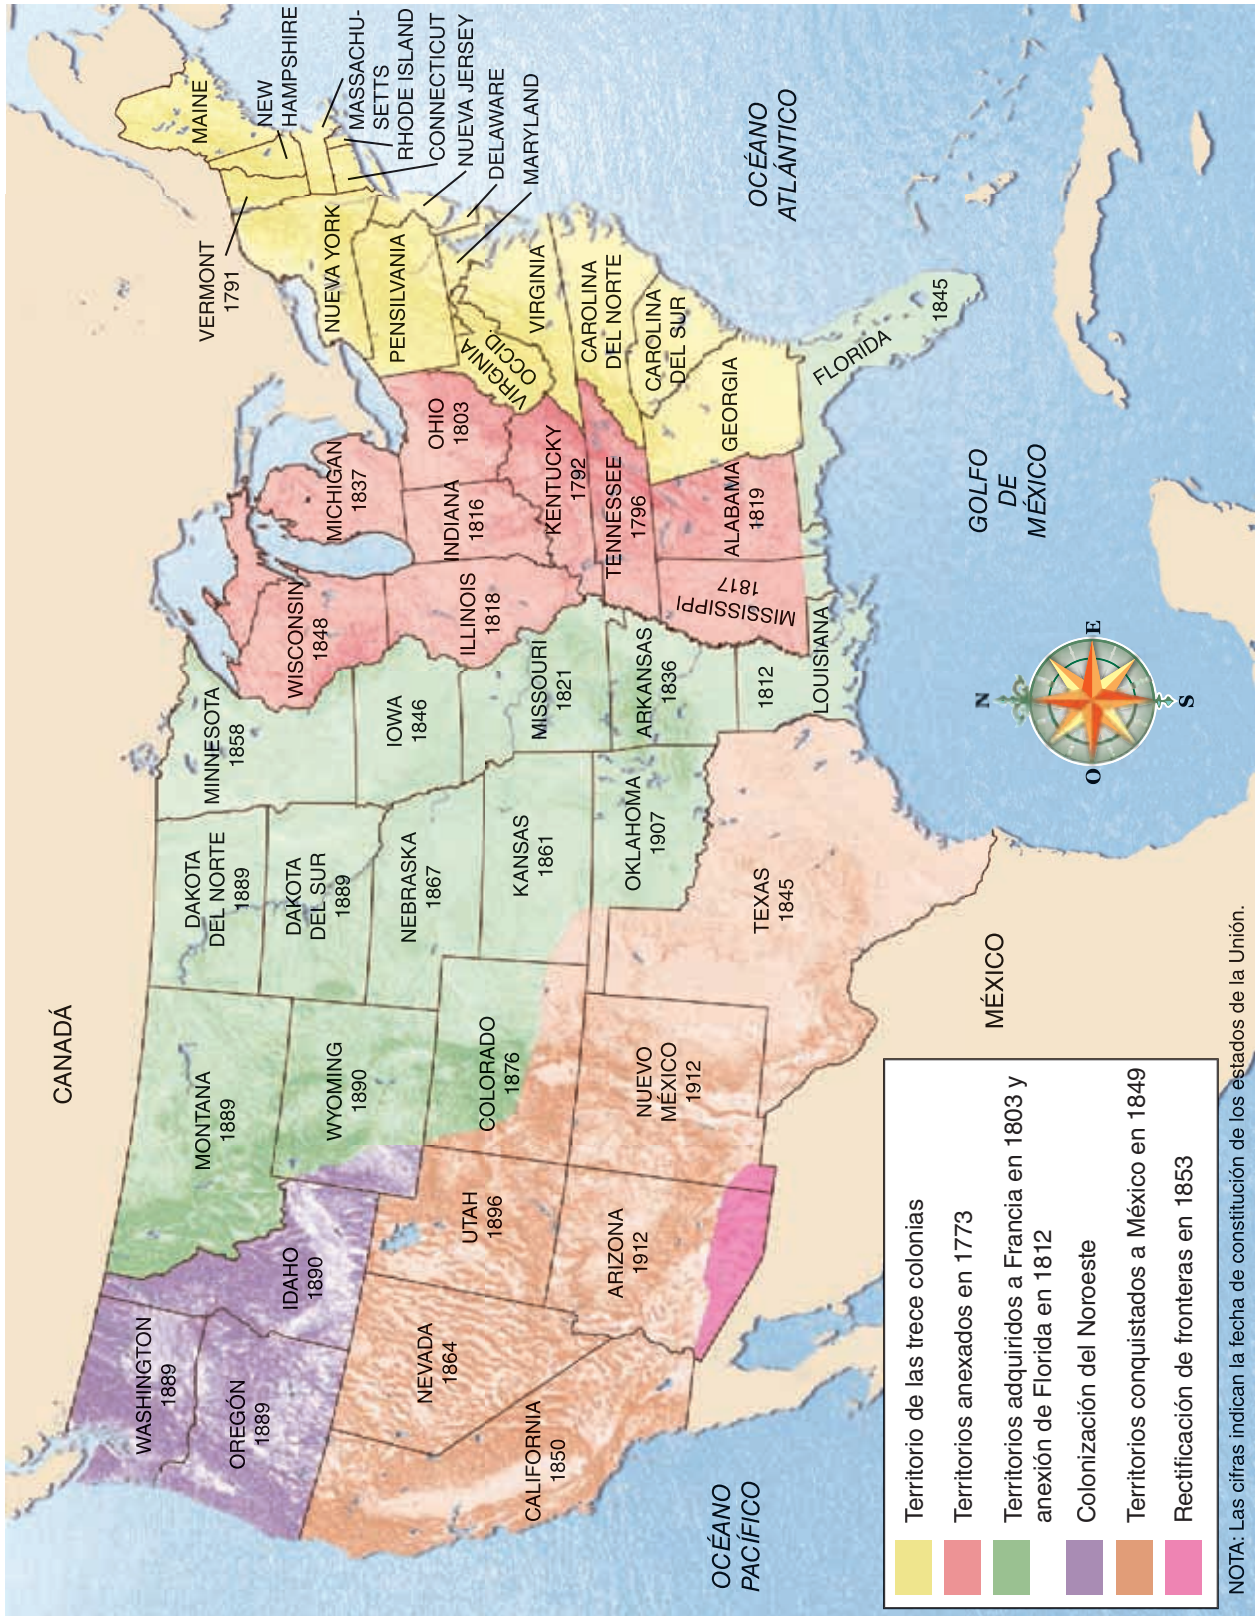 CANADÁ
WASHINGTON
1889
OREGÓN
1889
IDAHO
1890
MONTANA
1889
WYOMING
1890
DAKOTA
DEL NORTE
1889
DAKOTA
DEL SUR
1889
NEBRASKA
1867
MINNESOTA
1858
IOWA
1846
WISCONSIN
1848
MICHIGAN
1837
ILLINOIS
1818
INDIANA
1816
OHIO
1803
VERMONT
1791
MAINE
NEW
HAMPSHIRE
MASSACHU-
SETTS
RHODE ISLAND
CONNECTICUT
NUEVA JERSEY
DELAWARE
MARYLAND
NUEVA YORK
PENSILVANIA
VIRGINIA
OCCID.
VIRGINIA
CAROLINA
DEL NORTE
CAROLINA
DEL SUR
GEORGIA
FLORIDA
1845
KENTUCKY
1792
TENNESSEE
1796
ALABAMA
1819
MISSISSIPPI
1817
MISSOURI
1821
ARKANSAS
1836
1812
LOUISIANA
KANSAS
1861
OKLAHOMA
1907
TEXAS
1845
COLORADO
1876
NUEVO
MÉXICO
1912
UTAH
1896
ARIZONA
1912
NEVADA
1864
CALIFORNIA
1850
OCÉANO
PACÍFICO
OCÉANO
ATLÁNTICO
GOLFO
DE
MÉXICO
MÉXICO
N
O
E
S
Territorio de las trece colonias
Territorios anexados en 1773
Territorios adquiridos a Francia en 1803 y
anexión de Florida en 1812
Colonización del Noroeste
Territorios conquistados a México en 1849
Rectificación de fronteras en 1853
NOTA: Las cifras indican la fecha de constitución de los estados de la Unión.